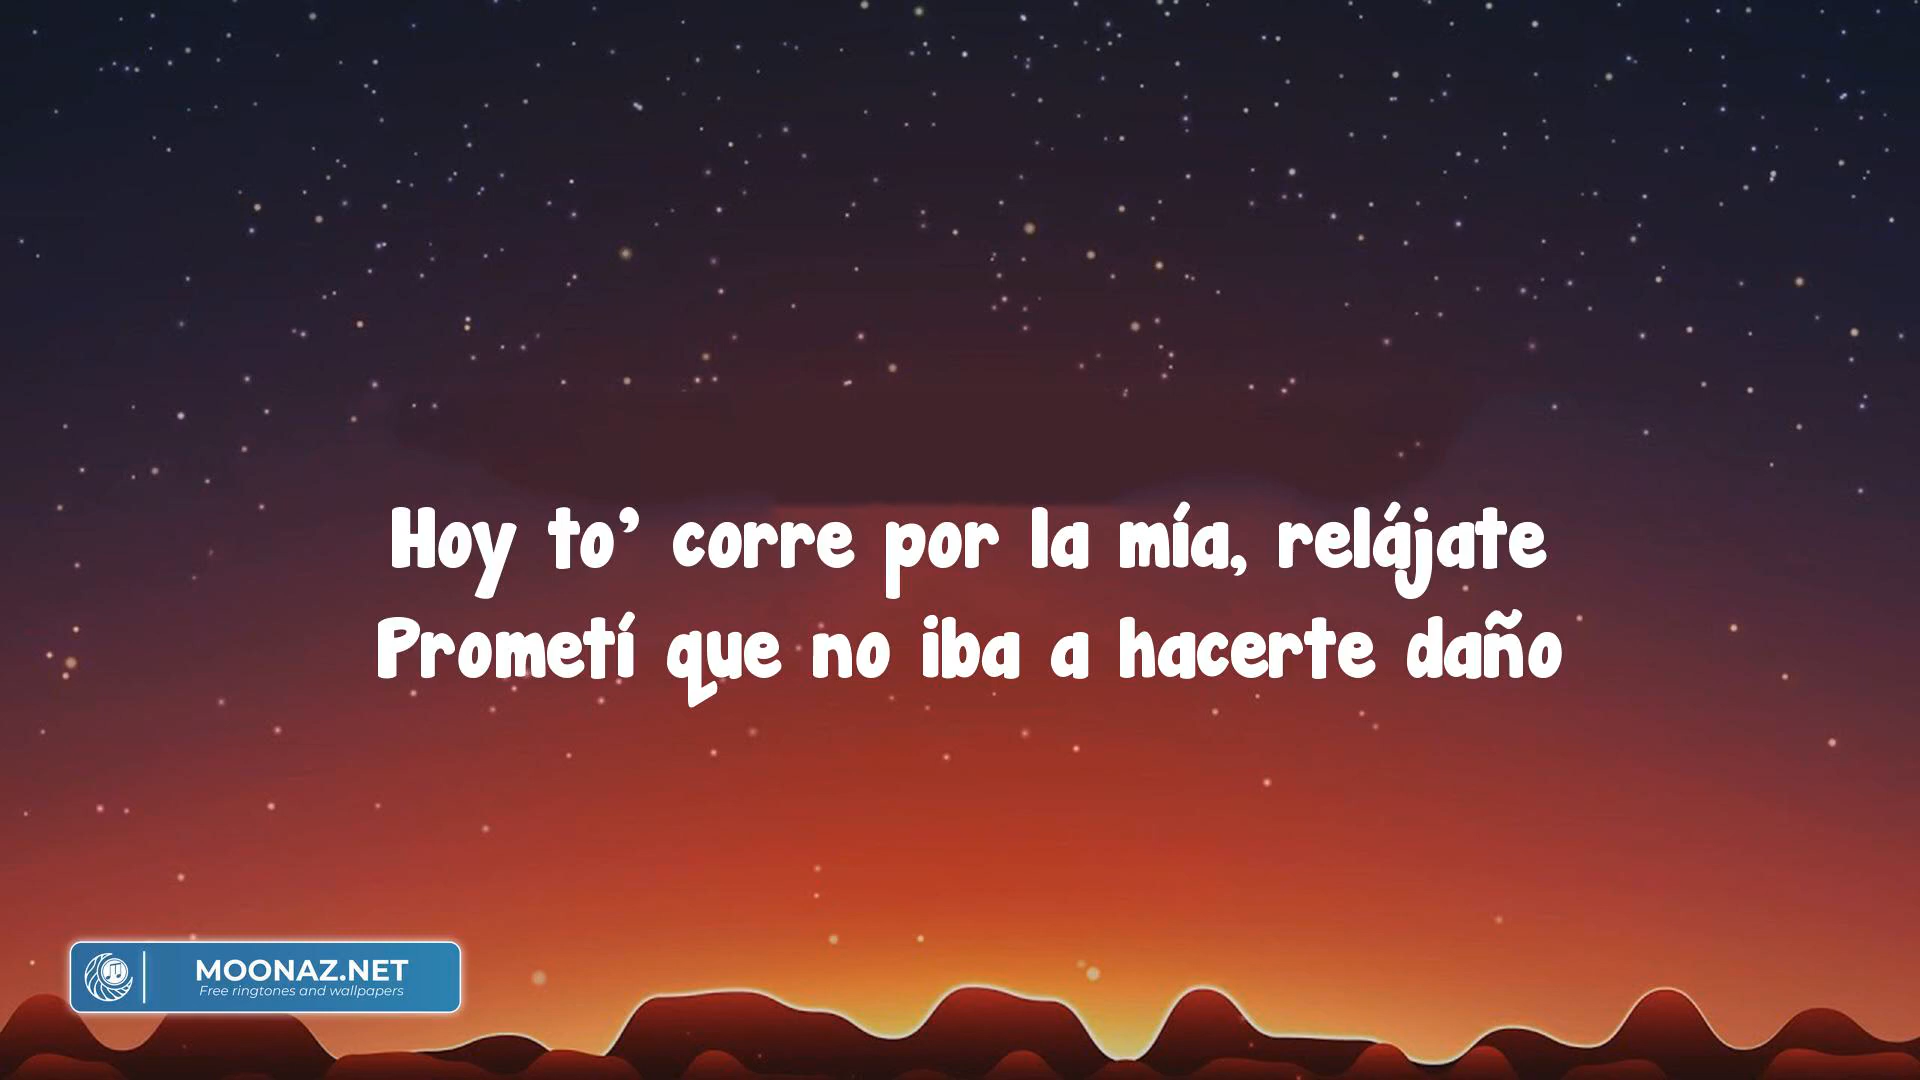 Hoy to’ corre por la mía, relájate
Prometí que no iba a hacerte daño
MOONAZ.NET
Free ringtones and wallpapers